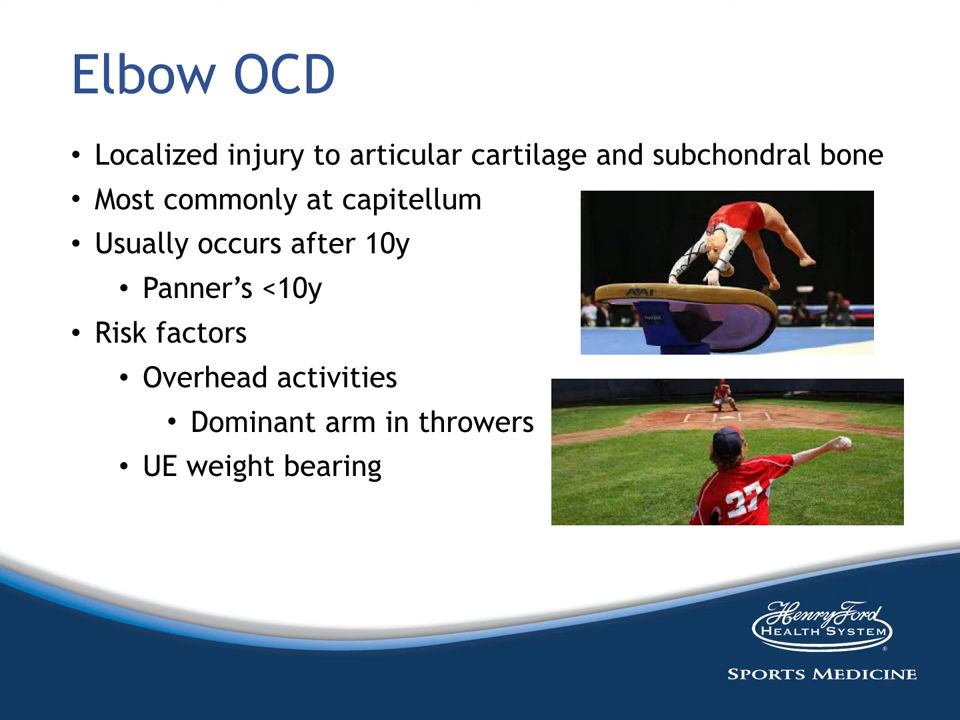 Elbow OCD
• Localized injury to articular cartilage and subchondral bone
• Most commonly at capitellum
• Usually occurs after 10y
• Panner’s <10y
• Risk factors
• Overhead activities
• Dominant arm in throwers
• UE weight bearing
AAI
37
Henry Ford
HEALTH SYSTEM
®
SPORTS MEDICINE